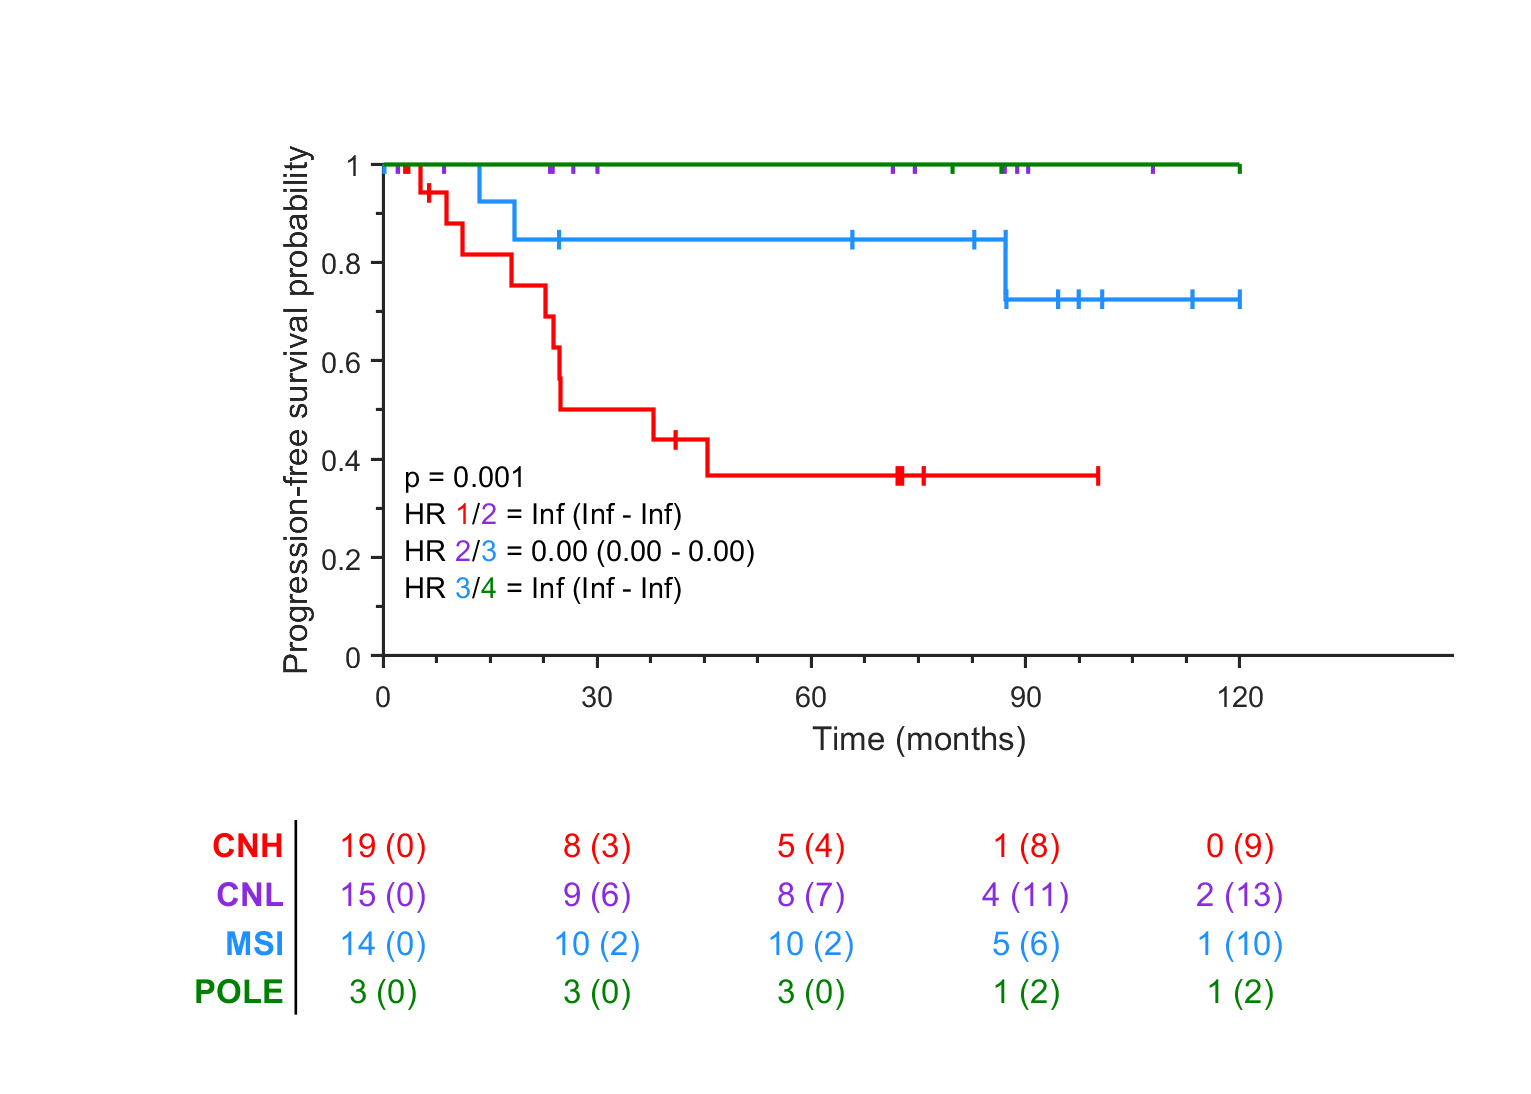 Progression-free survival probability
1
0.8
0.6
0.4
0.2
0
p = 0.001
HR 1/2 = Inf (Inf - Inf)
HR 2/3 = 0.00 (0.00 - 0.00)
HR 3/4 = Inf (Inf - Inf)
0 30 60 90 120
Time (months)
CNH 19 (0) 8 (3) 5 (4) 1 (8) 0 (9)
CNL 15 (0) 9 (6) 8 (7) 4 (11) 2 (13)
MSI 14 (0) 10 (2) 10 (2) 5 (6) 1 (10)
POLE 3 (0) 3 (0) 3 (0) 1 (2) 1 (2)